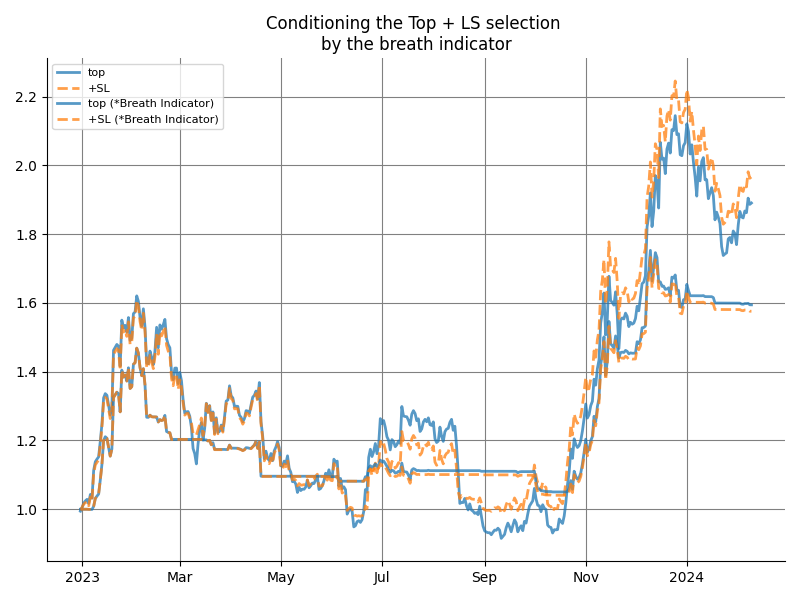 Conditioning the Top + LS selection
by the breath indicator
top
+SL
top (*Breath Indicator)
+SL (*Breath Indicator)
2.2
2.0
1.8
1.6
1.4
1.2
1.0
2023
Mar
May
Jul
Sep
Nov
2024